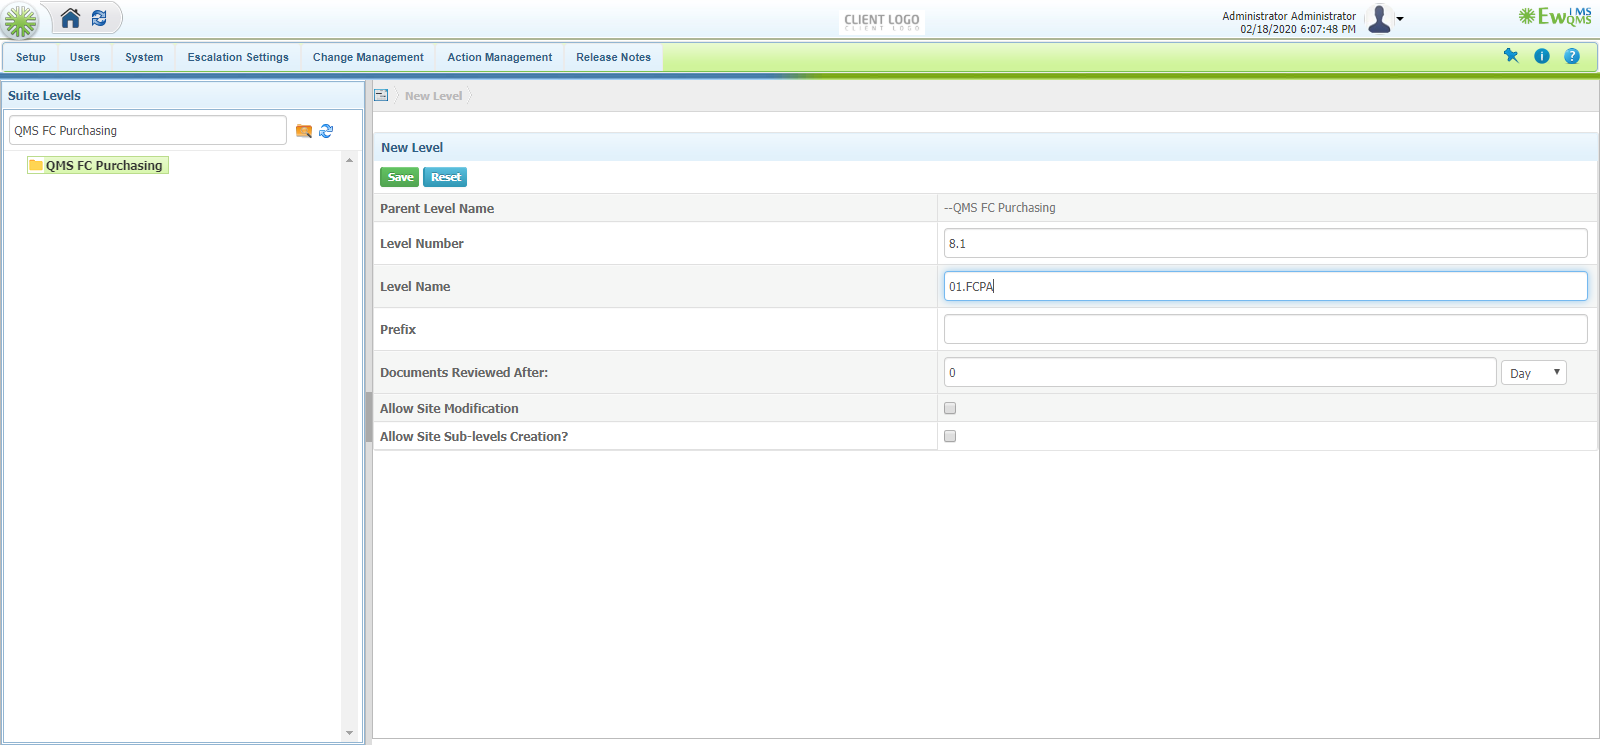 CLIENT LOGO
CLIENT LOGO
Administrator Administrator
02/18/2020 6:07:48 PM
EwQMS
IMS
Setup
Users
System
Escalation Settings
Change Management
Action Management
Release Notes
Suite Levels
QMS FC Purchasing
QMS FC Purchasing
New Level
New Level
Save
Reset
Parent Level Name
--QMS FC Purchasing
Level Number
8.1
Level Name
01.FCPA
Prefix
Documents Reviewed After:
0
Day
Allow Site Modification
Allow Site Sub-levels Creation?